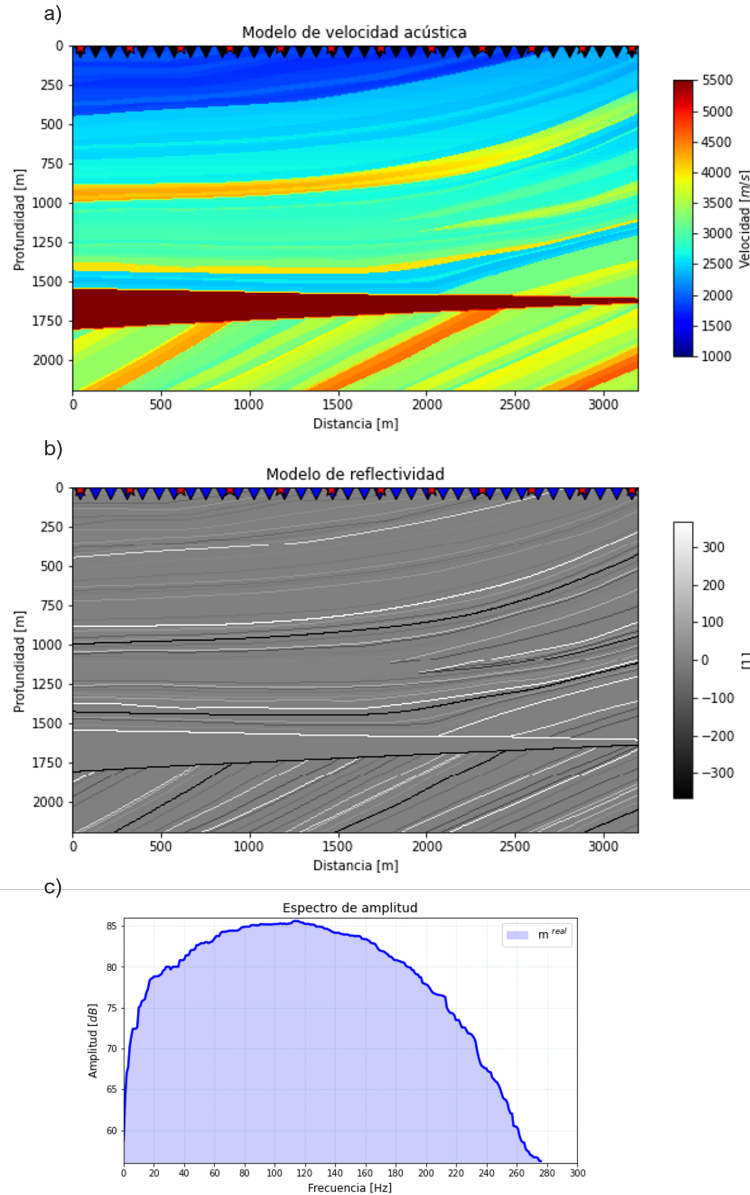 a)
Modelo de velocidad acústica
0
250
500
750
1000
1250
1500
1750
2000
Profundidad [m]
0 500 1000 1500 2000 2500 3000
Distancia [m]
5500
5000
4500
4000
3500
3000
2500
2000
1500
1000
Velocidad [m/s]
b)
Modelo de reflectividad
0
250
500
750
1000
1250
1500
1750
2000
Profundidad [m]
0 500 1000 1500 2000 2500 3000
Distancia [m]
300
200
100
0
−100
−200
−300
c)
Espectro de amplitud
m real
85
80
75
70
65
60
Amplitud [dB]
0 20 40 60 80 100 120 140 160 180 200 220 240 260 280 300
Frecuencia [Hz]